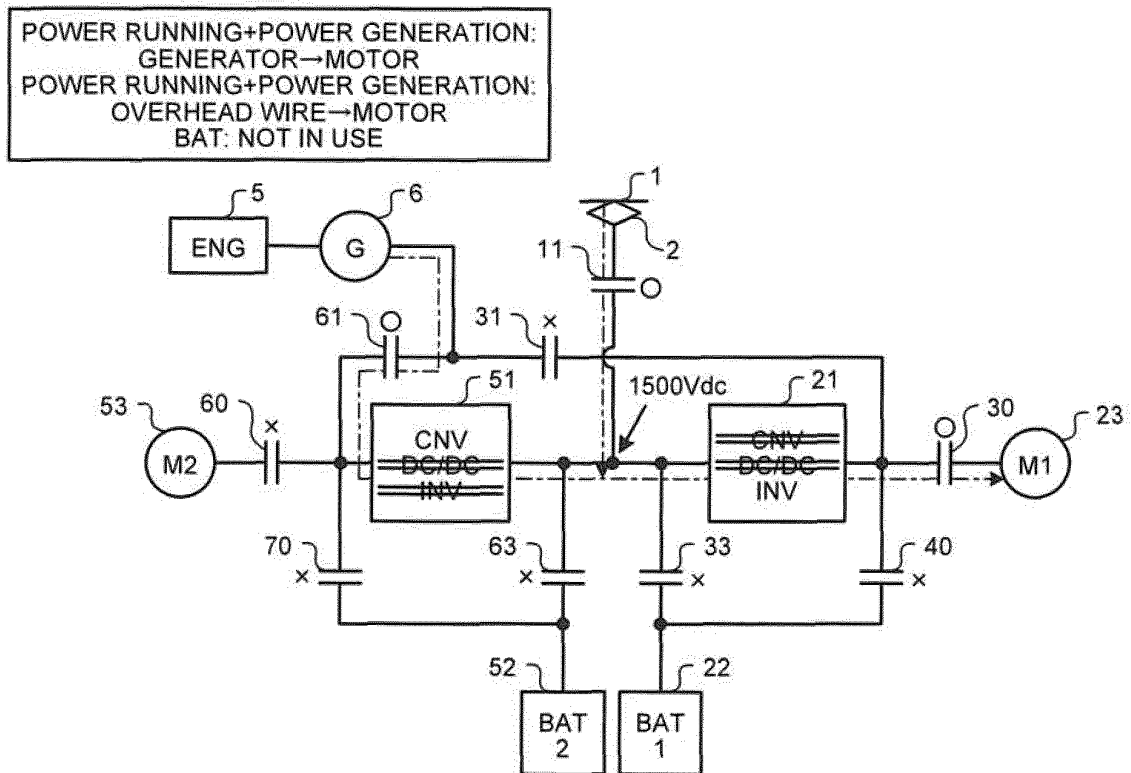 POWER RUNNING+POWER GENERATION:
GENERATOR→MOTOR
POWER RUNNING+POWER GENERATION:
OVERHEAD WIRE→MOTOR
BAT: NOT IN USE
5
6
1
ENG
G
11
2
61
31
×
51
1500Vdc
21
53
60
×
30
23
CNV
CNV
M2
DC/DC
DC/DC
M1
INV
INV
70
63
33
40
×
×
×
×
52
22
BAT
2
BAT
1